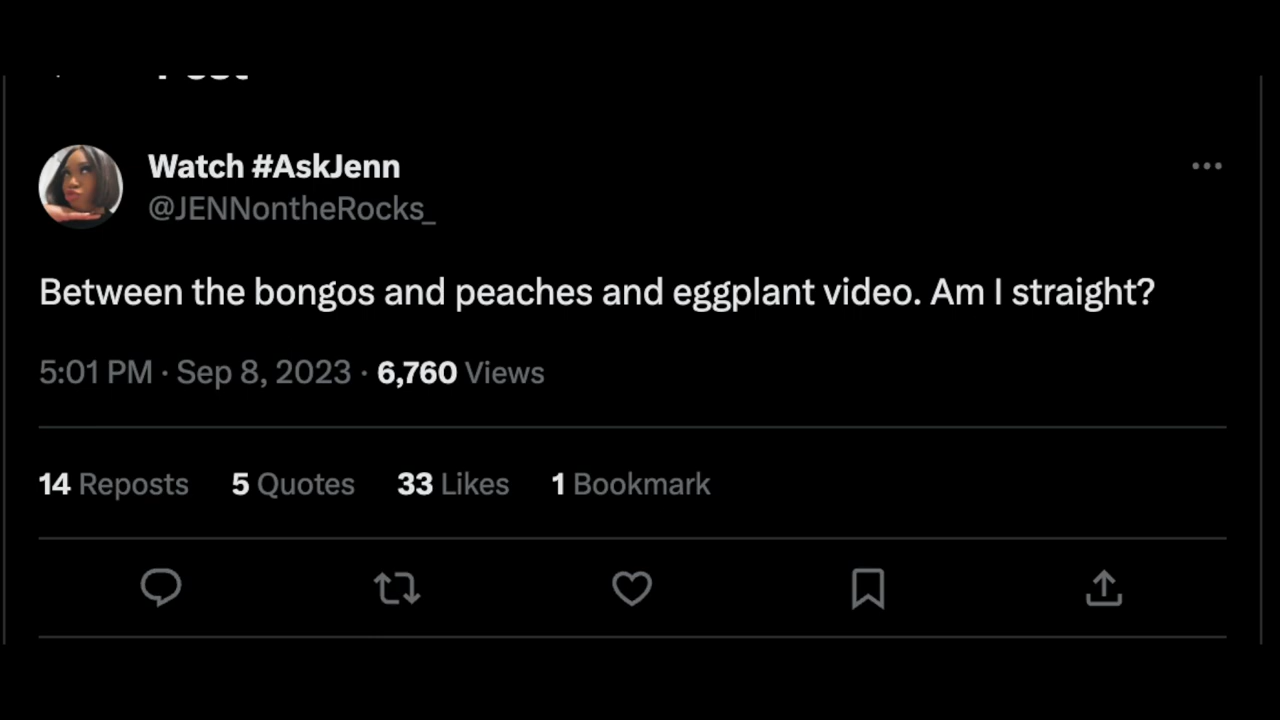 Watch #AskJenn
@JENNontheRocks_
Between the bongos and peaches and eggplant video. Am I straight?
5:01 PM · Sep 8, 2023 · 6,760 Views
14 Reposts 5 Quotes 33 Likes 1 Bookmark